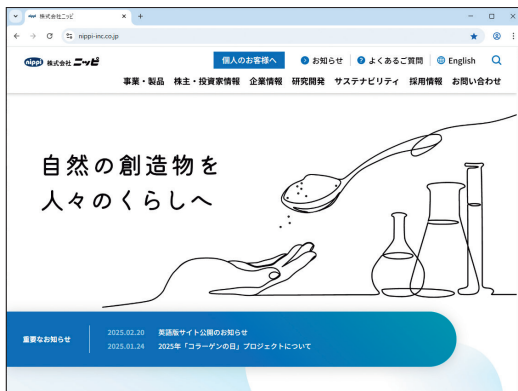 株式会社ニッピ
nippi-inc.co.jp
nippi 株式会社 ニッピ
個人のお客様へ
お知らせ
よくあるご質問
English
事業・製品 株主・投資家情報 企業情報 研究開発 サステナビリティ 採用情報 お問い合わせ
自然の創造物を
人々のくらしへ
重要なお知らせ
2025.02.20 英語版サイト公開のお知らせ
2025.01.24 2025年「コラーゲンの日」プロジェクトについて